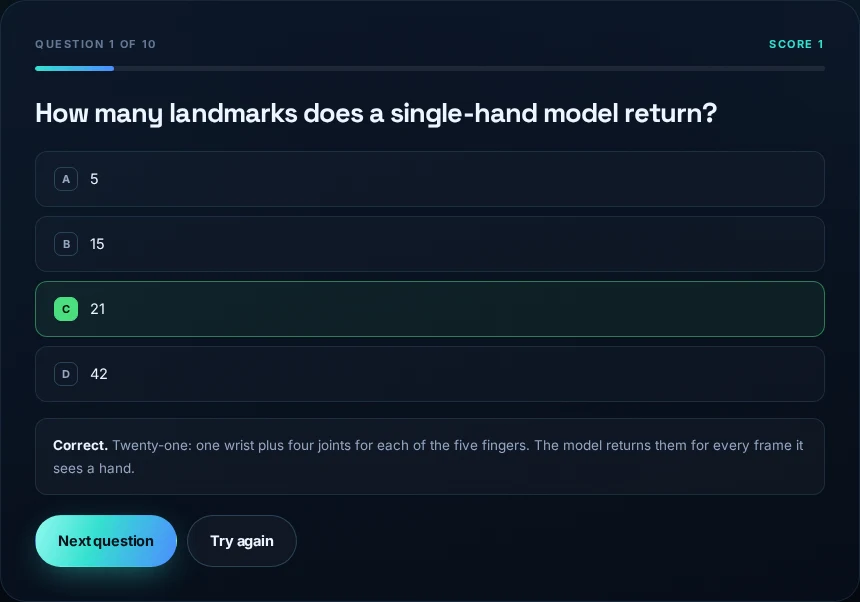 QUESTION 1 OF 10
SCORE 1
How many landmarks does a single-hand model return?
A 5
B 15
C 21
D 42
Correct. Twenty-one: one wrist plus four joints for each of the five fingers. The model returns them for every frame it
sees a hand.
Next question
Try again